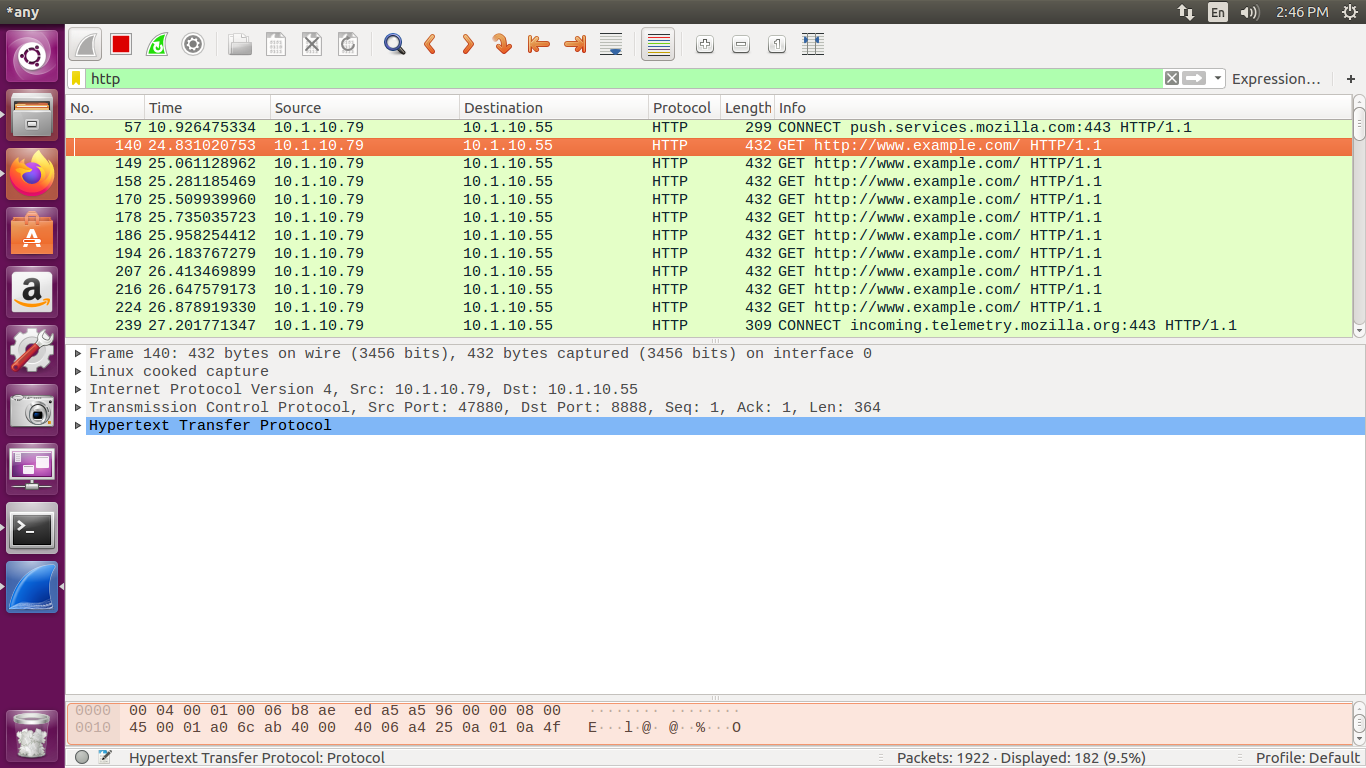 *any En 2:46 PM
http Expression… +
No. Time Source Destination Protocol Length Info
57 10.926475334 10.1.10.79 10.1.10.55 HTTP 299 CONNECT push.services.mozilla.com:443 HTTP/1.1
140 24.831020753 10.1.10.79 10.1.10.55 HTTP 432 GET http://www.example.com/ HTTP/1.1
149 25.061128962 10.1.10.79 10.1.10.55 HTTP 432 GET http://www.example.com/ HTTP/1.1
158 25.281185469 10.1.10.79 10.1.10.55 HTTP 432 GET http://www.example.com/ HTTP/1.1
170 25.509939960 10.1.10.79 10.1.10.55 HTTP 432 GET http://www.example.com/ HTTP/1.1
178 25.735035723 10.1.10.79 10.1.10.55 HTTP 432 GET http://www.example.com/ HTTP/1.1
186 25.958254412 10.1.10.79 10.1.10.55 HTTP 432 GET http://www.example.com/ HTTP/1.1
194 26.183767279 10.1.10.79 10.1.10.55 HTTP 432 GET http://www.example.com/ HTTP/1.1
207 26.413469899 10.1.10.79 10.1.10.55 HTTP 432 GET http://www.example.com/ HTTP/1.1
216 26.647579173 10.1.10.79 10.1.10.55 HTTP 432 GET http://www.example.com/ HTTP/1.1
224 26.878919330 10.1.10.79 10.1.10.55 HTTP 432 GET http://www.example.com/ HTTP/1.1
239 27.201771347 10.1.10.79 10.1.10.55 HTTP 309 CONNECT incoming.telemetry.mozilla.org:443 HTTP/1.1
Frame 140: 432 bytes on wire (3456 bits), 432 bytes captured (3456 bits) on interface 0
Linux cooked capture
Internet Protocol Version 4, Src: 10.1.10.79, Dst: 10.1.10.55
Transmission Control Protocol, Src Port: 47880, Dst Port: 8888, Seq: 1, Ack: 1, Len: 364
Hypertext Transfer Protocol
0000 00 04 00 01 00 06 b8 ae ed a5 a5 96 00 00 08 00 ········ ········
0010 45 00 01 a0 6c ab 40 00 40 06 a4 25 0a 01 0a 4f E···l·@· @··%···O
Hypertext Transfer Protocol: Protocol Packets: 1922 · Displayed: 182 (9.5%) Profile: Default